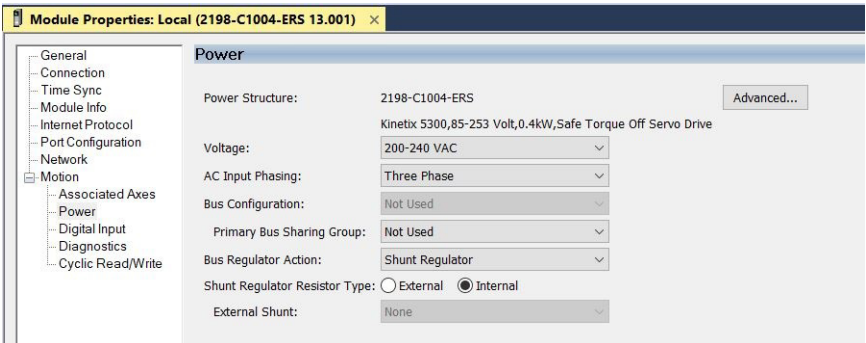 Module Properties: Local (2198-C1004-ERS 13.001) ×
General
Connection
Time Sync
Module Info
Internet Protocol
Port Configuration
Network
Motion
Associated Axes
Power
Digital Input
Diagnostics
Cyclic Read/Write
Power
Power Structure: 2198-C1004-ERS Advanced...
Kinetix 5300,85-253 Volt,0.4kW,Safe Torque Off Servo Drive
Voltage: 200-240 VAC
AC Input Phasing: Three Phase
Bus Configuration: Not Used
Primary Bus Sharing Group: Not Used
Bus Regulator Action: Shunt Regulator
Shunt Regulator Resistor Type: External Internal
External Shunt: None